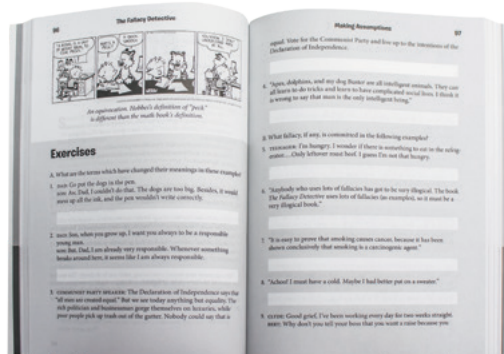 96
The Fallacy Detective
An equivocation. Hobbes's definition of "peck"
is different than the math book's definition.
Exercises
A. What are the terms which have changed their meanings in these examples?
1. DAD: Go put the dogs in the pen.
SON: No, Dad, I couldn't do that. The dogs are too big. Besides, it would
mess up all the ink, and the pen wouldn't write correctly.
2. DAD: Son, when you grow up, I want you always to be a responsible
young man.
SON: But, Dad, I am already very responsible. Whenever something
breaks around here, it seems like I am always responsible.
3. COMMUNIST PARTY SPEAKER: The Declaration of Independence says that
"all men are created equal." But we see today anything but equality. The
rich politician and businessmen gorge themselves on luxuries, while
poor people pick up trash out of the gutter. Nobody could say that is
Making Assumptions
97
equal. Vote for the Communist Party and live up to the intentions of the
Declaration of Independence.
4. "Apes, dolphins, and my dog Buster are all intelligent animals. They can
all learn to do tricks and learn to have complicated social lives. I think it
is wrong to say that man is the only intelligent being."
B. What fallacy, if any, is committed in the following examples?
5. TEENAGER: I'm hungry. I wonder if there is something to eat in the refrig-
erator.... Only leftover meat loaf. I guess I'm not that hungry.
6. "Anybody who uses lots of fallacies has got to be very illogical. The book
The Fallacy Detective uses lots of fallacies (as examples), so it must be a
very illogical book."
7. "It is easy to prove that smoking causes cancer, because it has been
shown conclusively that smoking is a carcinogenic agent."
8. "Achoo! I must have a cold. Maybe I had better put on a sweater."
9. CLYDE: Good grief, I've been working every day for two weeks straight.
BERT: Why don't you tell your boss that you want a raise because you